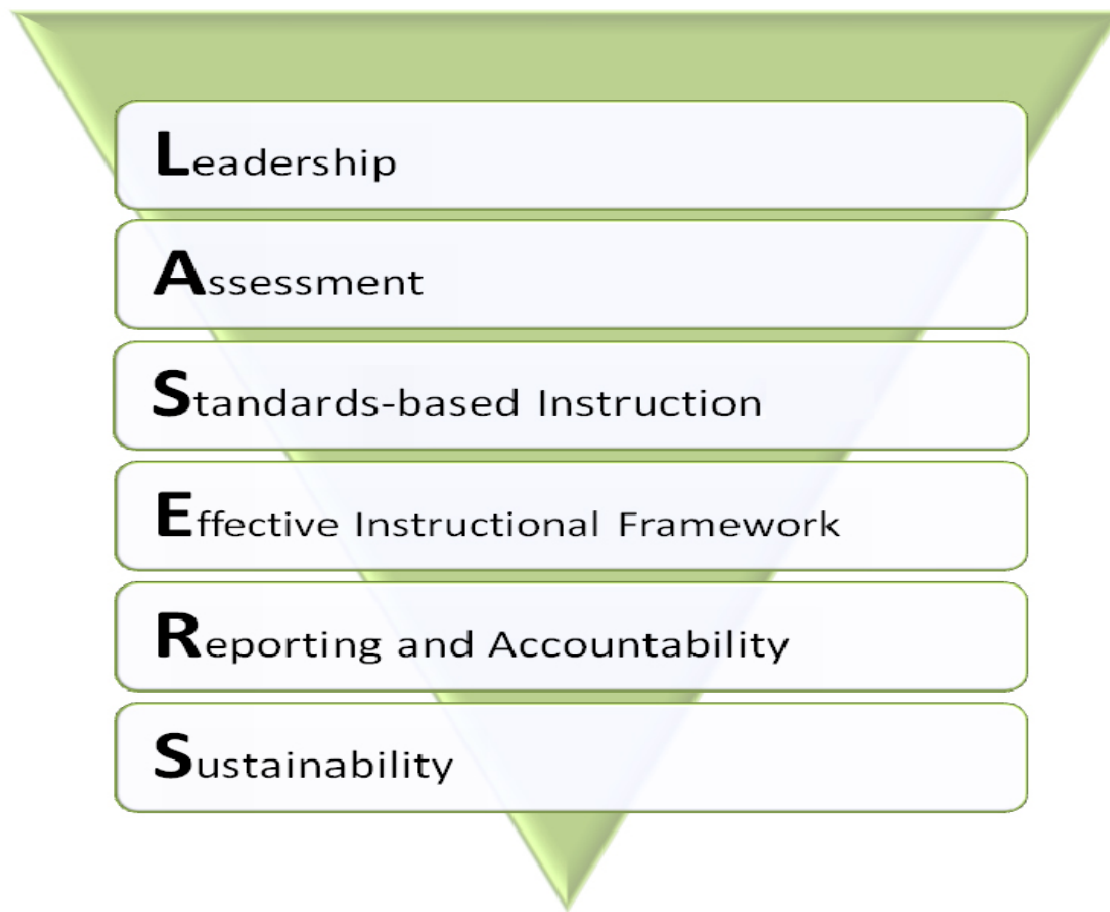 Leadership
Assessment
Standards-based Instruction
Effective Instructional Framework
Reporting and Accountability
Sustainability